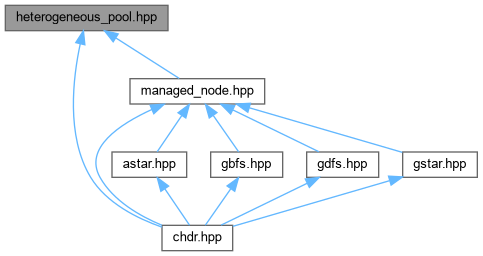 heterogeneous_pool.hpp
managed_node.hpp
astar.hpp
gbfs.hpp
gdfs.hpp
gstar.hpp
chdr.hpp